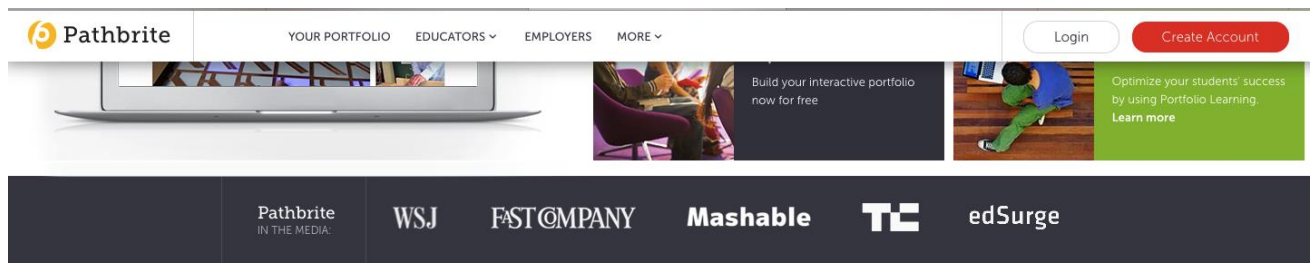 Pathbrite
YOUR PORTFOLIO
EDUCATORS
EMPLOYERS
MORE
Login
Create Account
Build your interactive portfolio
now for free
Optimize your students' success
by using Portfolio Learning.
Learn more
Pathbrite
IN THE MEDIA:
WSJ
FAST COMPANY
Mashable
TC
edSurge